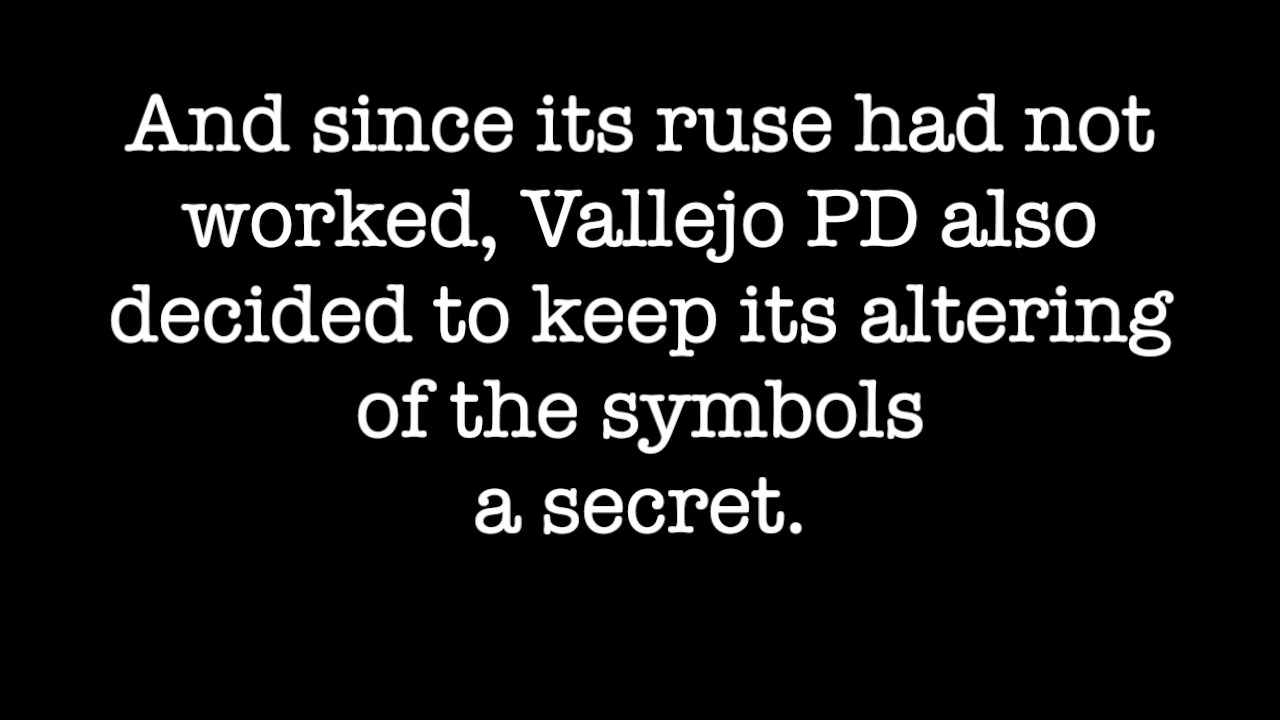 And since its ruse had not
worked, Vallejo PD also
decided to keep its altering
of the symbols
a secret.